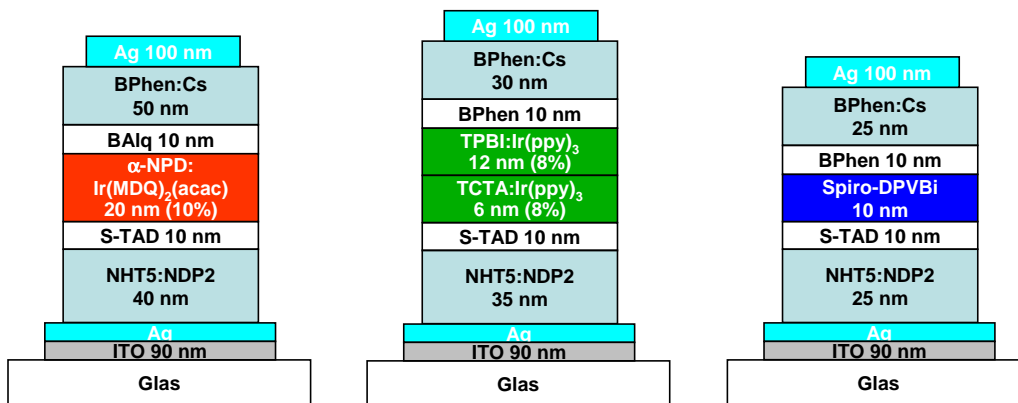 Ag 100 nm
BPhen:Cs
50 nm
BAlq 10 nm
α-NPD:
Ir(MDQ)₂(acac)
20 nm (10%)
S-TAD 10 nm
NHT5:NDP2
40 nm
Ag
ITO 90 nm
Glas
Ag 100 nm
BPhen:Cs
30 nm
BPhen 10 nm
TPBI:Ir(ppy)₃
12 nm (8%)
TCTA:Ir(ppy)₃
6 nm (8%)
S-TAD 10 nm
NHT5:NDP2
35 nm
Ag
ITO 90 nm
Glas
Ag 100 nm
BPhen:Cs
25 nm
BPhen 10 nm
Spiro-DPVBi
10 nm
S-TAD 10 nm
NHT5:NDP2
25 nm
Ag
ITO 90 nm
Glas